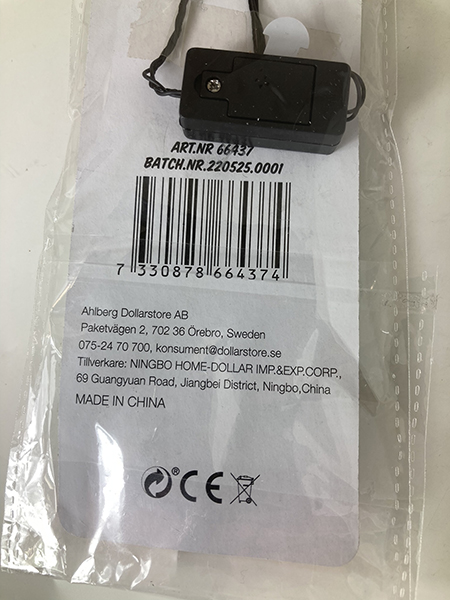 ART.NR 66437
BATCH.NR.220525.0001
7 330878 664374
Ahlberg Dollarstore AB
Paketvägen 2, 702 36 Örebro, Sweden
075-24 70 700, konsument@dollarstore.se
Tillverkare: NINGBO HOME-DOLLAR IMP.&EXP.CORP.,
69 Guangyuan Road, Jiangbei District, Ningbo,China
MADE IN CHINA
® CE